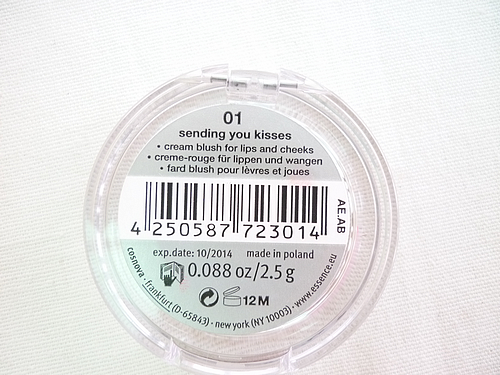 01
sending you kisses
• cream blush for lips and cheeks
• creme-rouge für lippen und wangen
• fard blush pour lèvres et joues
4 250587 723014
AE.AB
exp.date: 10/2014 made in poland
0.088 oz/2.5 g
12 M
cosnova · frankfurt (D-65843) · new york (NY 10003) · www.essence.eu